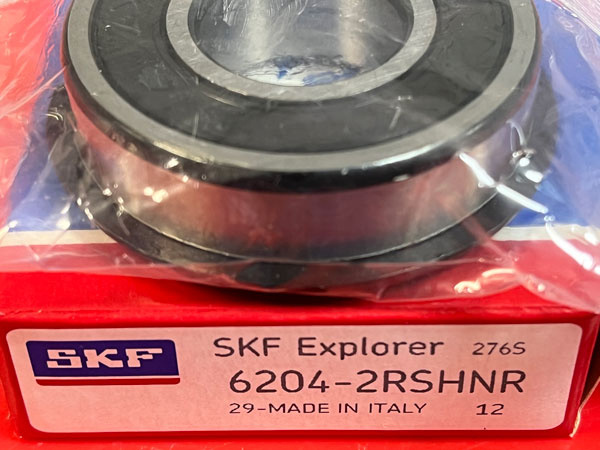 SKF
SKF Explorer 276S
6204-2RSHNR
29-MADE IN ITALY 12